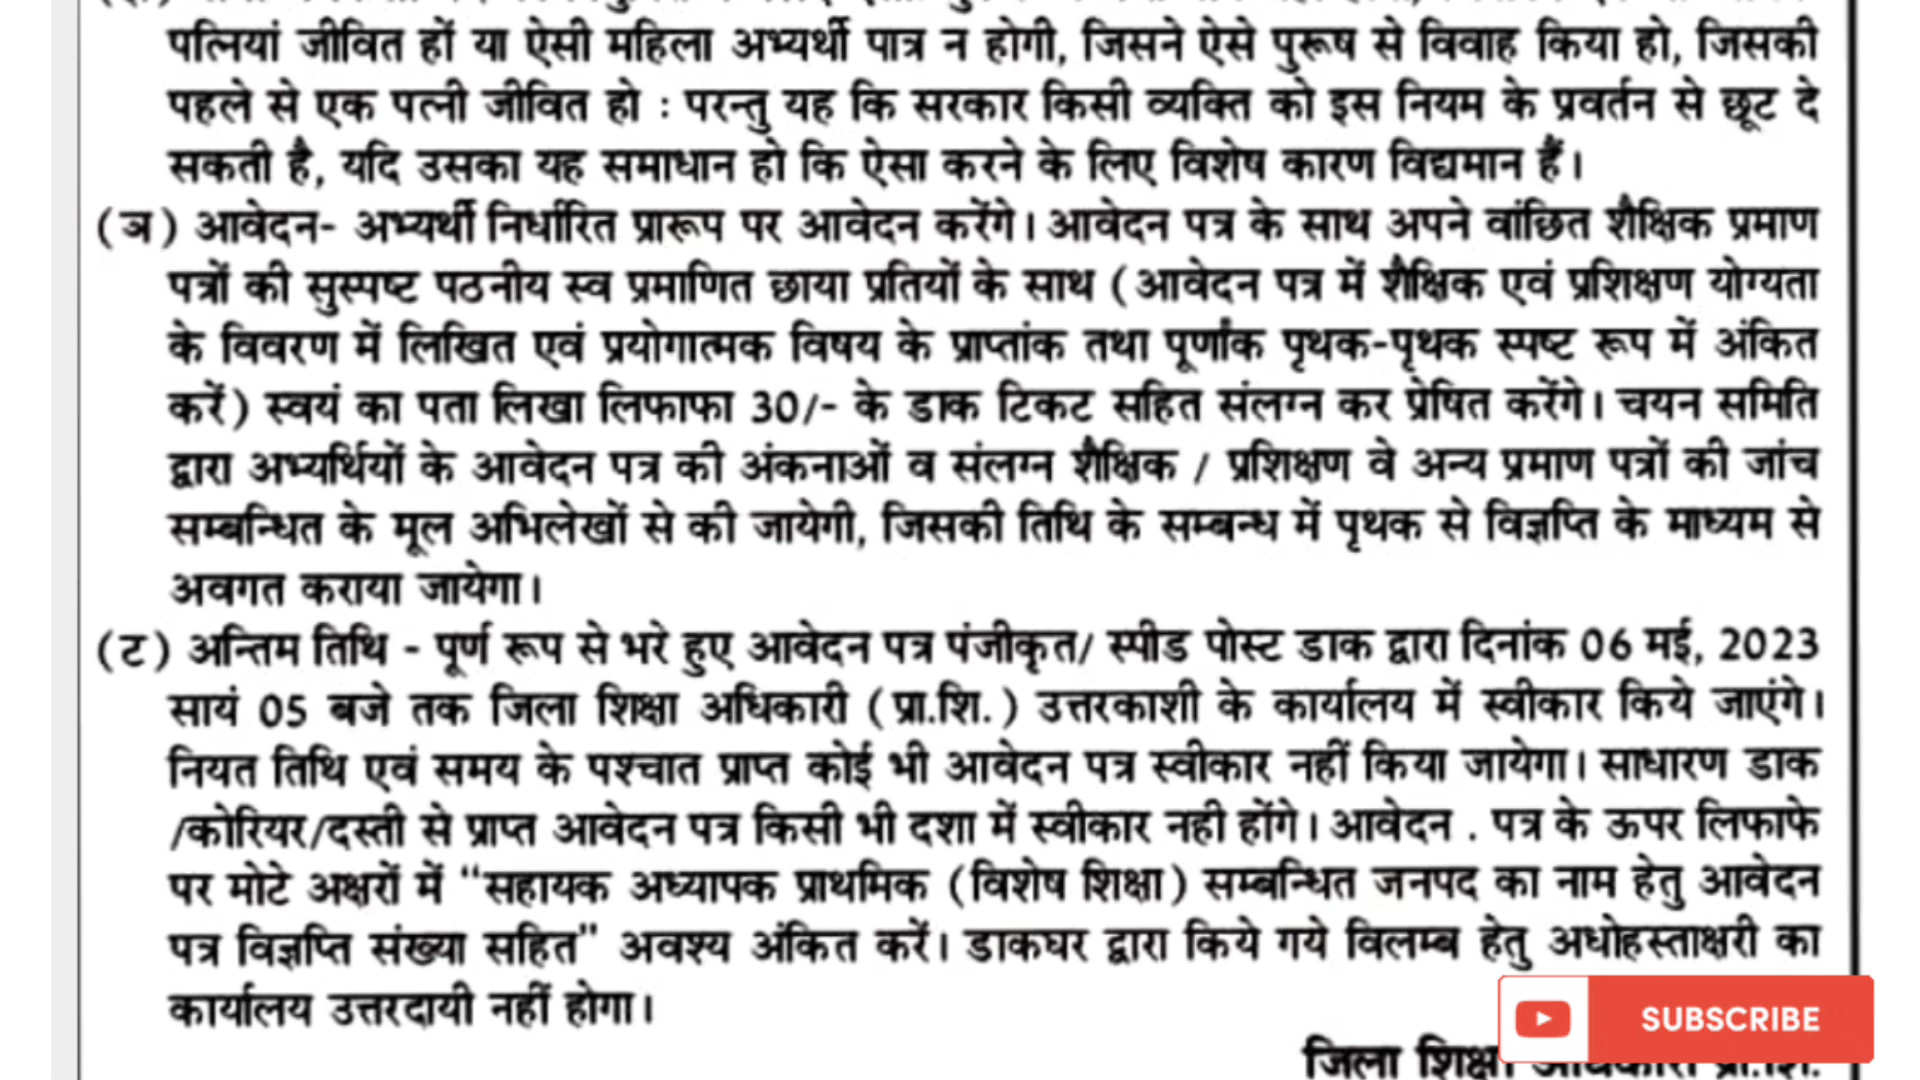 पत्नियां जीवित हों या ऐसी महिला अभ्यर्थी पात्र न होगी, जिसने ऐसे पुरूष से विवाह किया हो, जिसकी
पहले से एक पत्नी जीवित हो : परन्तु यह कि सरकार किसी व्यक्ति को इस नियम के प्रवर्तन से छूट दे
सकती है, यदि उसका यह समाधान हो कि ऐसा करने के लिए विशेष कारण विद्यमान हैं।
(ञ) आवेदन- अभ्यर्थी निर्धारित प्रारूप पर आवेदन करेंगे। आवेदन पत्र के साथ अपने वांछित शैक्षिक प्रमाण
पत्रों की सुस्पष्ट पठनीय स्व प्रमाणित छाया प्रतियों के साथ (आवेदन पत्र में शैक्षिक एवं प्रशिक्षण योग्यता
के विवरण में लिखित एवं प्रयोगात्मक विषय के प्राप्तांक तथा पूर्णांक पृथक-पृथक स्पष्ट रूप में अंकित
करें) स्वयं का पता लिखा लिफाफा 30/- के डाक टिकट सहित संलग्न कर प्रेषित करेंगे। चयन समिति
द्वारा अभ्यर्थियों के आवेदन पत्र की अंकनाओं व संलग्न शैक्षिक / प्रशिक्षण वे अन्य प्रमाण पत्रों की जांच
सम्बन्धित के मूल अभिलेखों से की जायेगी, जिसकी तिथि के सम्बन्ध में पृथक से विज्ञप्ति के माध्यम से
अवगत कराया जायेगा।
(ट) अन्तिम तिथि - पूर्ण रूप से भरे हुए आवेदन पत्र पंजीकृत/ स्पीड पोस्ट डाक द्वारा दिनांक 06 मई, 2023
सायं 05 बजे तक जिला शिक्षा अधिकारी (प्रा.शि.) उत्तरकाशी के कार्यालय में स्वीकार किये जाएंगे।
नियत तिथि एवं समय के पश्चात प्राप्त कोई भी आवेदन पत्र स्वीकार नहीं किया जायेगा। साधारण डाक
/कोरियर/दस्ती से प्राप्त आवेदन पत्र किसी भी दशा में स्वीकार नही होंगे। आवेदन . पत्र के ऊपर लिफाफे
पर मोटे अक्षरों में "सहायक अध्यापक प्राथमिक (विशेष शिक्षा) सम्बन्धित जनपद का नाम हेतु आवेदन
पत्र विज्ञप्ति संख्या सहित" अवश्य अंकित करें। डाकघर द्वारा किये गये विलम्ब हेतु अधोहस्ताक्षरी का
कार्यालय उत्तरदायी नहीं होगा।
SUBSCRIBE
जिला शिक्षा